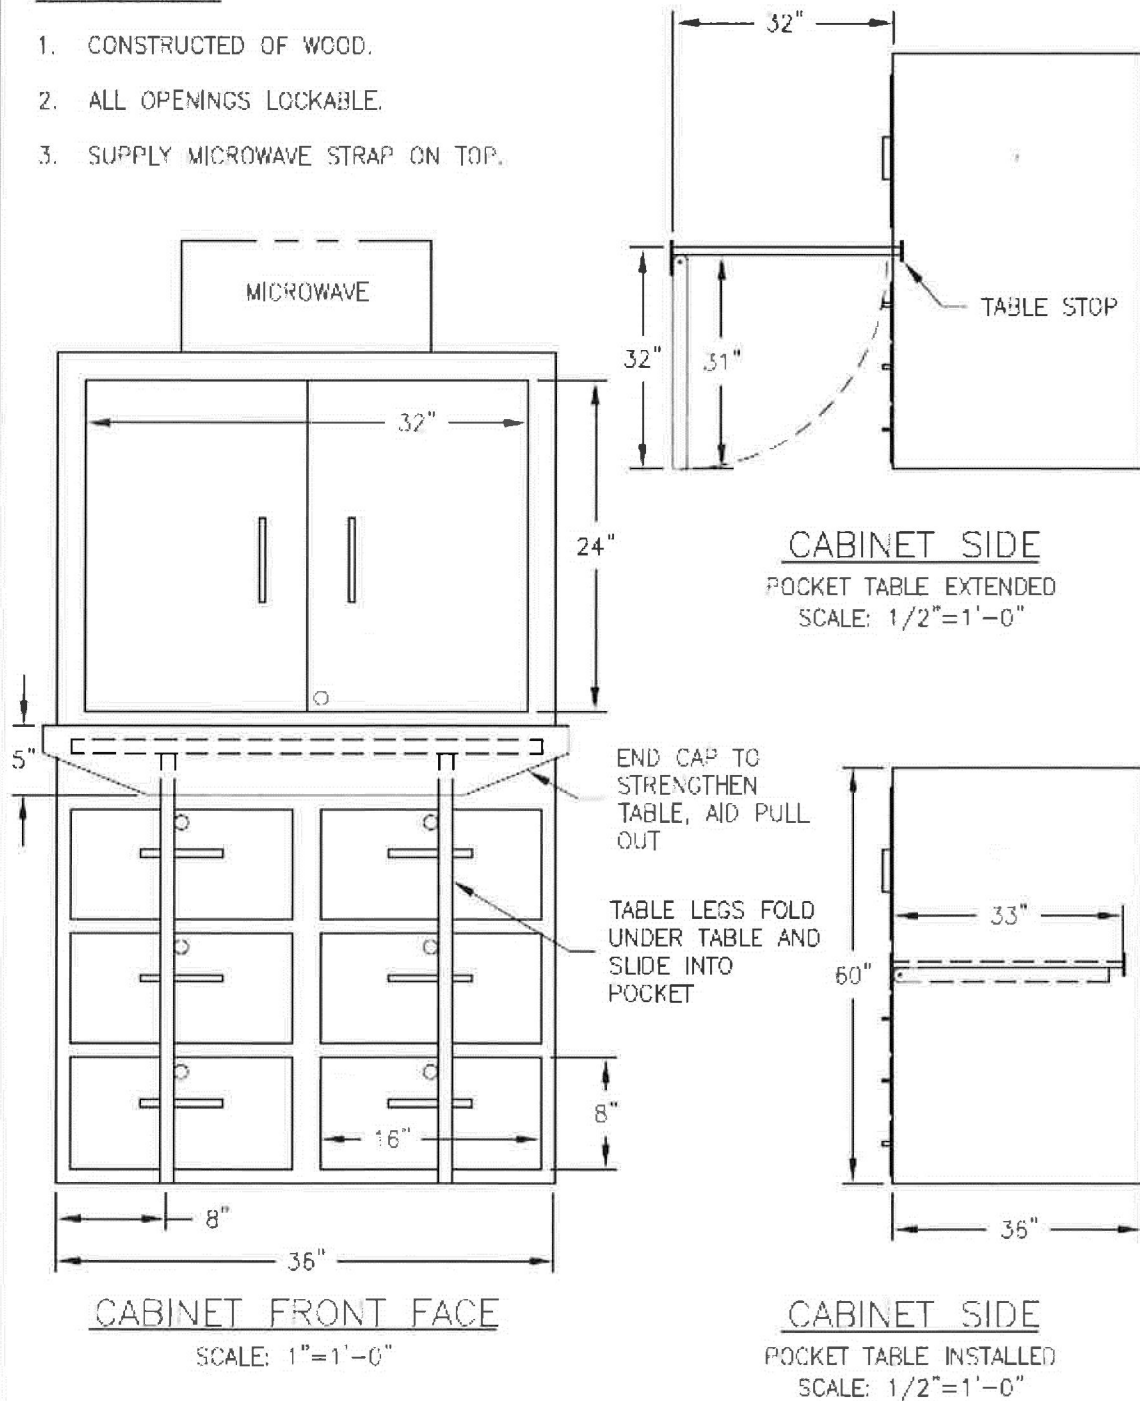 1. CONSTRUCTED OF WOOD.
2. ALL OPENINGS LOCKABLE.
3. SUPPLY MICROWAVE STRAP ON TOP.
MICROWAVE
32"
24"
5"
END CAP TO
STRENGTHEN
TABLE, AID PULL
OUT
TABLE LEGS FOLD
UNDER TABLE AND
SLIDE INTO
POCKET
16"
8"
8"
36"
CABINET FRONT FACE
SCALE: 1"=1'-0"
32"
TABLE STOP
32"
31"
CABINET SIDE
POCKET TABLE EXTENDED
SCALE: 1/2"=1'-0"
33"
60"
36"
CABINET SIDE
POCKET TABLE INSTALLED
SCALE: 1/2"=1'-0"